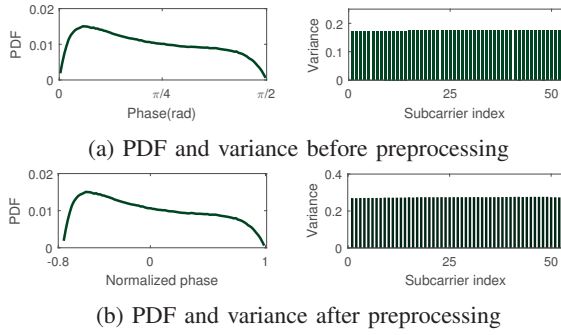 0.02
0.01
0
PDF
0
π/4
π/2
Phase(rad)
0.2
0.1
0
Variance
0
25
50
Subcarrier index
(a) PDF and variance before preprocessing
0.02
0.01
0
PDF
-0.8
0
1
Normalized phase
0.4
0.2
0
Variance
0
25
50
Subcarrier index
(b) PDF and variance after preprocessing